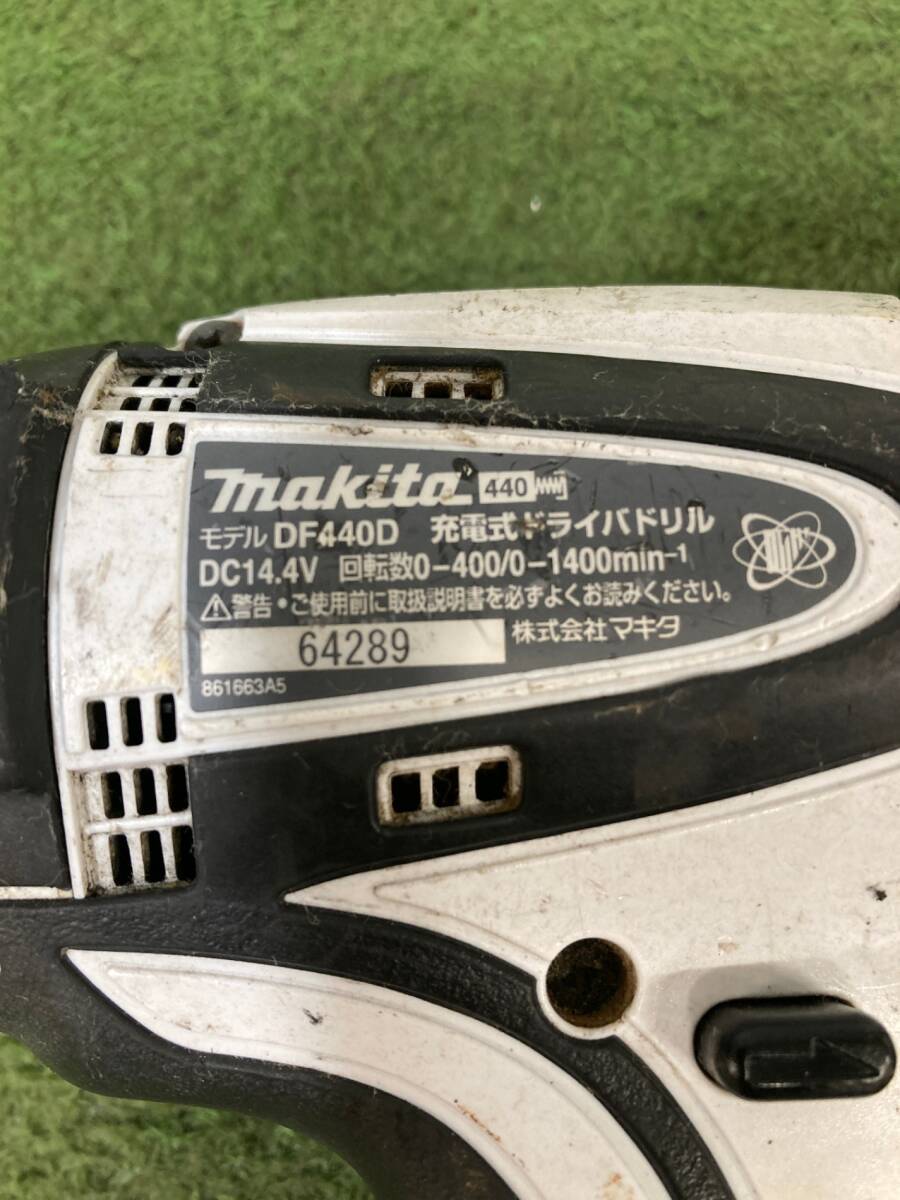 makita 440
モデル DF440D 充電式ドライバドリル
DC14.4V 回転数0-400/0-1400min⁻¹
⚠警告・ご使用前に取扱説明書を必ずよくお読みください。
64289 株式会社マキタ
861663A5